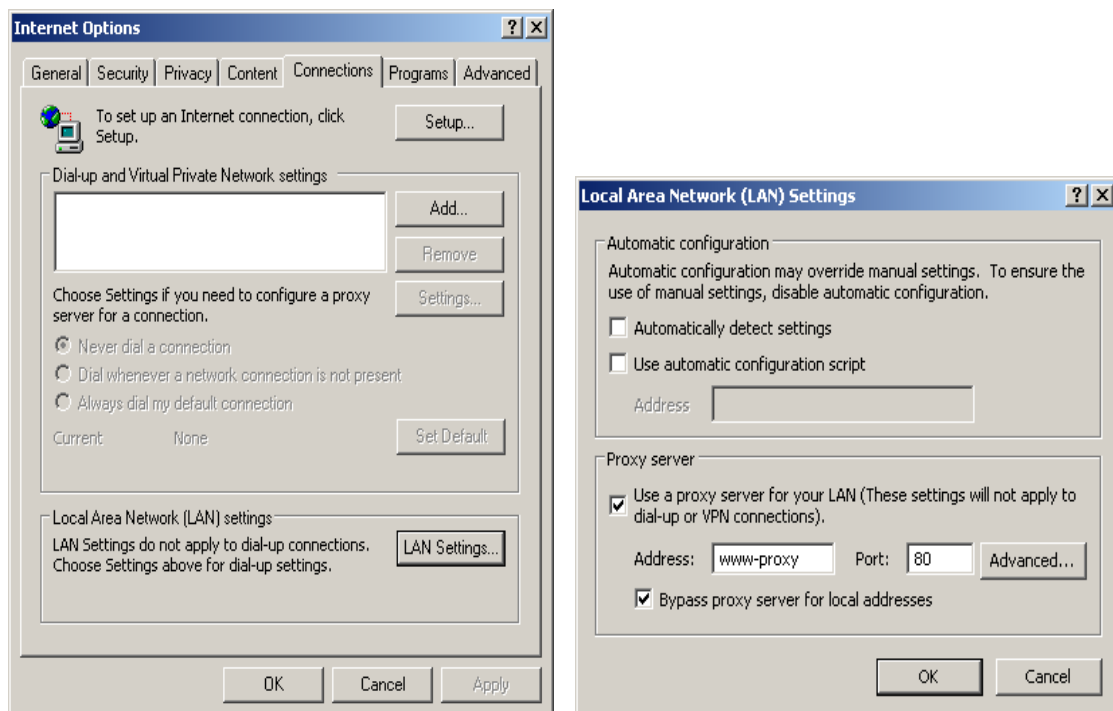 Internet Options
General Security Privacy Content Connections Programs Advanced
To set up an Internet connection, click
Setup.
Setup...
Dial-up and Virtual Private Network settings
Add...
Remove
Choose Settings if you need to configure a proxy
server for a connection.
Settings...
Never dial a connection
Dial whenever a network connection is not present
Always dial my default connection
Current None
Set Default
Local Area Network (LAN) settings
LAN Settings do not apply to dial-up connections.
Choose Settings above for dial-up settings.
LAN Settings...
OK Cancel Apply
Local Area Network (LAN) Settings
Automatic configuration
Automatic configuration may override manual settings. To ensure the
use of manual settings, disable automatic configuration.
Automatically detect settings
Use automatic configuration script
Address
Proxy server
Use a proxy server for your LAN (These settings will not apply to
dial-up or VPN connections).
Address: www-proxy Port: 80 Advanced...
Bypass proxy server for local addresses
OK Cancel